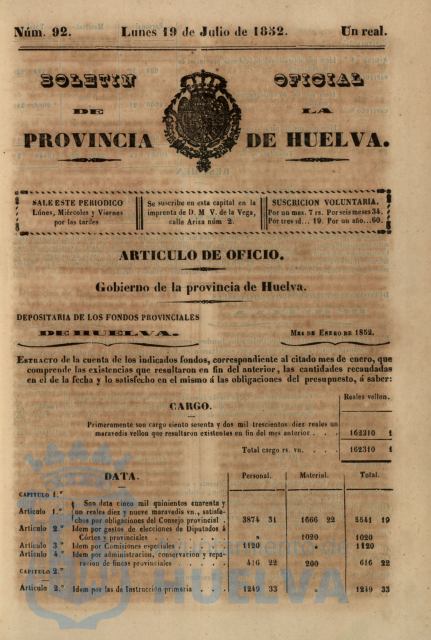 Núm. 92. Lunes 19 de Julio de 1852. Un real.
BOLETIN OFICIAL
DE LA
PROVINCIA DE HUELVA.
SALE ESTE PERIODICO
Lúnes, Miércoles y Viernes
por las tardes
Se suscribe en esta capital en la
imprenta de D. M V. de la Vega,
calle Ariza núm 2.
SUSCRICION VOLUNTARIA.
Por un mes. 7 rs. Por seis meses 34.
Por tres id... 19. Por un año...60.
ARTICULO DE OFICIO.
Gobierno de la provincia de Huelva.
DEPOSITARIA DE LOS FONDOS PROVINCIALES
DE HUELVA.
MES DE ENERO DE 1852.
EXTRACTO de la cuenta de los indicados fondos, correspondiente al citado mes de enero, que
comprende las existencias que resultaron en fin del anterior, las cantidades recaudadas
en el de la fecha y lo satisfecho en el mismo á las obligaciones del presupuesto, á saber:
CARGO.
Reales vellon.
Primeramente son cargo ciento sesenta y dos mil trescientos diez reales un
maravedis vellon que resultaron existentes en fin del mes anterior . . . 162310 1
Total cargo rs. vn. . . . 162310 1
DATA. Personal. Material. Total.
CAPITULO 1.º
Artículo 1.º Son data cinco mil quinientos cuarenta y
un reales diez y nueve maravedis vn., satisfe-
chos por obligaciones del Consejo provincial . 3874 31 1666 22 5541 19
Artículo 2.º Idem por gastos de elecciones de Diputados á
Córtes y provinciales . . . . . » 1020 1020
Artículo 3.º Idem por Comisiones especiales . . . 1120 » 1120
Artículo 4.º Idem por administracion, conservacion y repa-
racion de fincas provinciales . . . . 416 22 200 616 22
CAPITULO 2.º
Artículo 2.º Idem por las de Instruccion primaria . . . 1249 33 » 1249 33
HUELVA